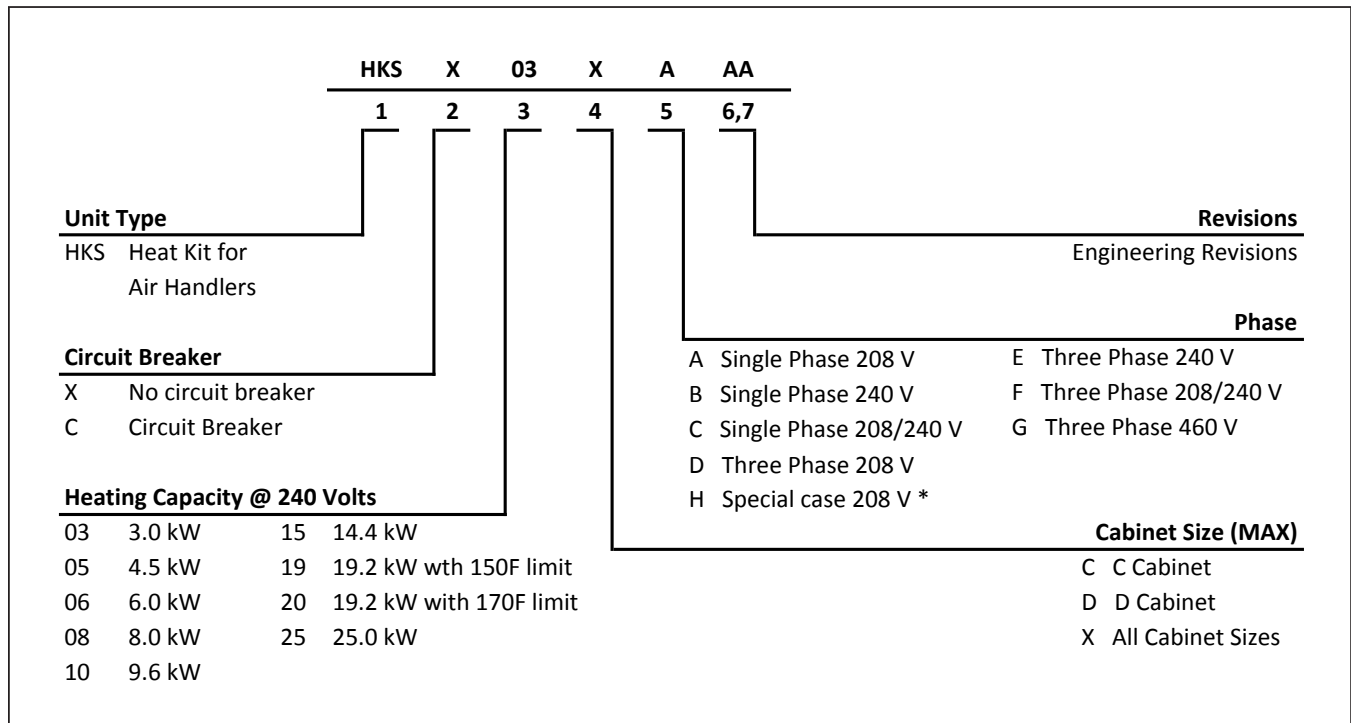 HKS X 03 X A AA
1 2 3 4 5 6,7
Unit Type
HKS Heat Kit for
Air Handlers
Circuit Breaker
X No circuit breaker
C Circuit Breaker
Heating Capacity @ 240 Volts
03 3.0 kW 15 14.4 kW
05 4.5 kW 19 19.2 kW wth 150F limit
06 6.0 kW 20 19.2 kW with 170F limit
08 8.0 kW 25 25.0 kW
10 9.6 kW
Revisions
Engineering Revisions
Phase
A Single Phase 208 V E Three Phase 240 V
B Single Phase 240 V F Three Phase 208/240 V
C Single Phase 208/240 V G Three Phase 460 V
D Three Phase 208 V
H Special case 208 V *
Cabinet Size (MAX)
C C Cabinet
D D Cabinet
X All Cabinet Sizes